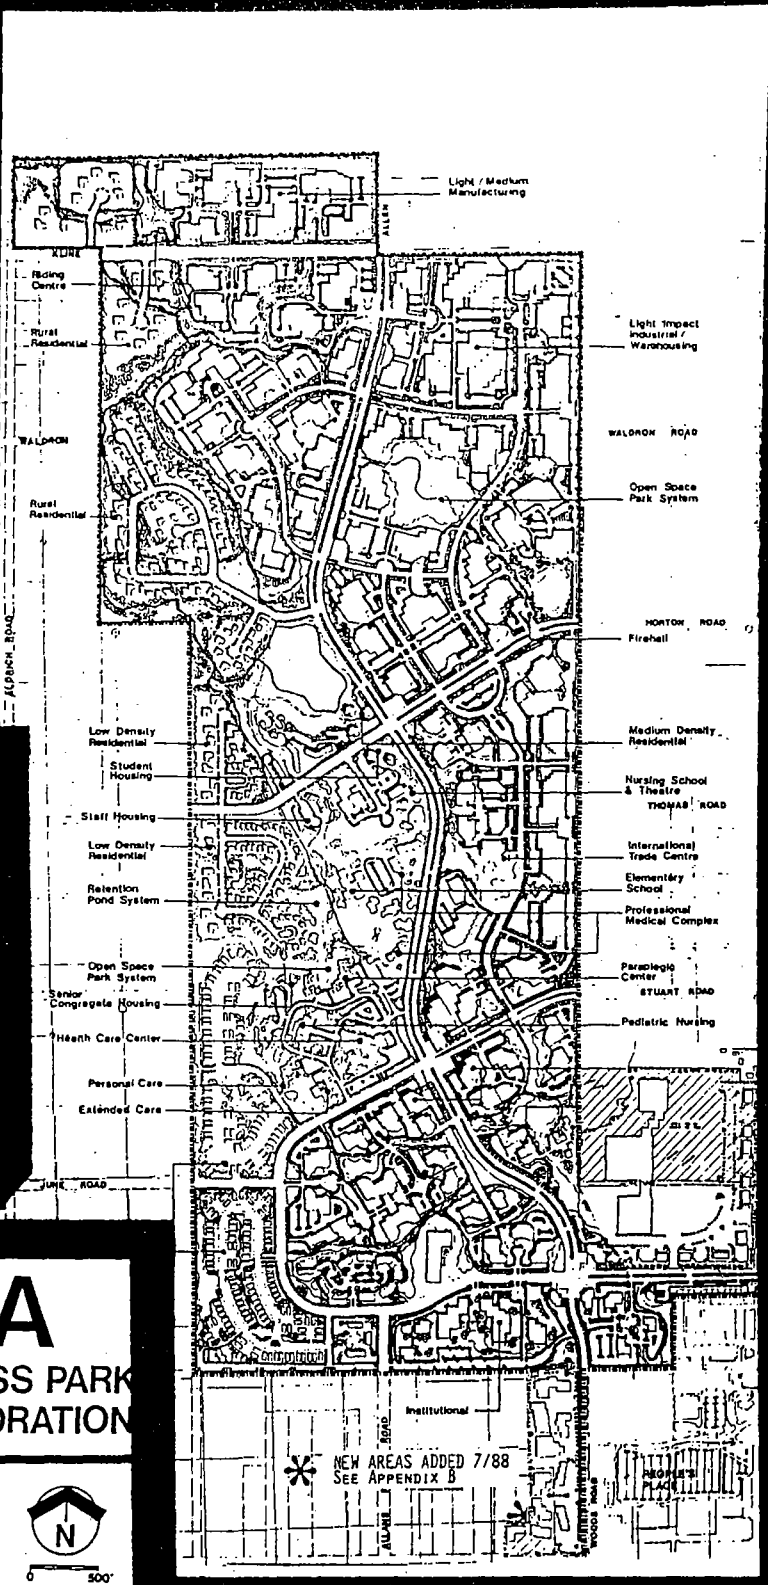 Light / Medium
Manufacturing
ALLEN
KLINE
Riding
Centre
Rural
Residential
Light Impact
Industrial /
Warehousing
WALDRON
WALDRON ROAD
Open Space
Park System
Rural
Residential
ALDRICH ROAD
HORTON ROAD
Firehall
Low Density
Residential
Medium Density
Residential
Student
Housing
Nursing School
& Theatre
THOMAS ROAD
Staff Housing
Low Density
Residential
International
Trade Centre
Elementary
School
Retention
Pond System
Professional
Medical Complex
Open Space
Park System
Paraplegic
Center
STUART ROAD
Senior
Congregate Housing
Pediatric Nursing
Health Care Center
Personal Care
Extended Care
JUNE ROAD
A
SS PARK
ORATION
Institutional
ROAD
* NEW AREAS ADDED 7/88
SEE APPENDIX B
PEOPLE'S
PLACE
WOODS ROAD
N
0 500'